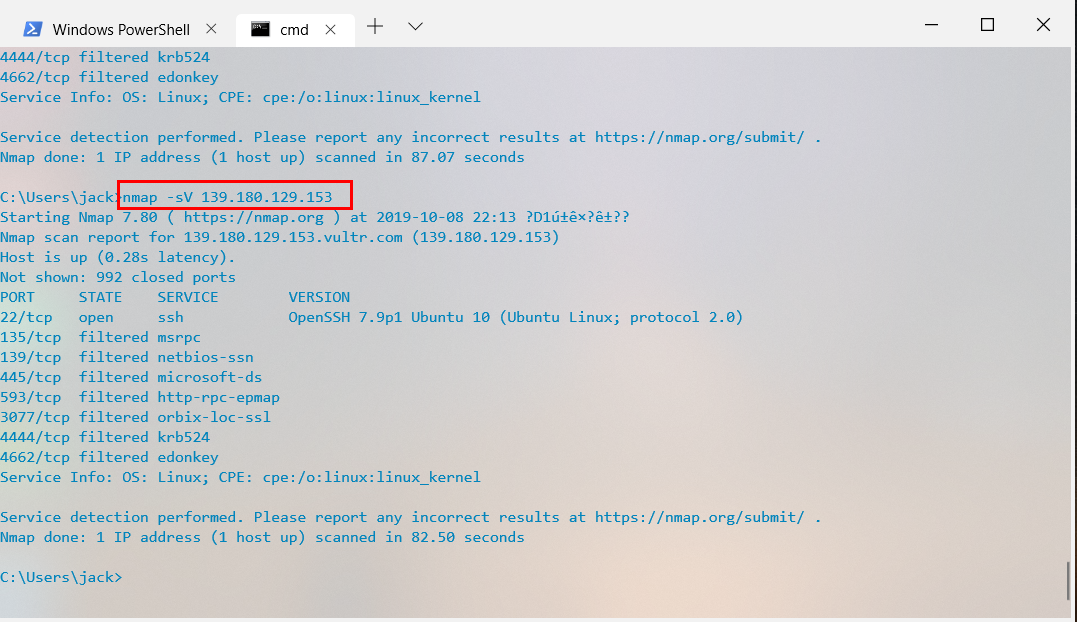 Windows PowerShell
cmd
4444/tcp filtered krb524
4662/tcp filtered edonkey
Service Info: OS: Linux; CPE: cpe:/o:linux:linux_kernel
Service detection performed. Please report any incorrect results at https://nmap.org/submit/ .
Nmap done: 1 IP address (1 host up) scanned in 87.07 seconds
C:\Users\jack>nmap -sV 139.180.129.153
Starting Nmap 7.80 ( https://nmap.org ) at 2019-10-08 22:13 ?D1ú±ê×?ê±??
Nmap scan report for 139.180.129.153.vultr.com (139.180.129.153)
Host is up (0.28s latency).
Not shown: 992 closed ports
PORT     STATE    SERVICE        VERSION
22/tcp   open     ssh            OpenSSH 7.9p1 Ubuntu 10 (Ubuntu Linux; protocol 2.0)
135/tcp  filtered msrpc
139/tcp  filtered netbios-ssn
445/tcp  filtered microsoft-ds
593/tcp  filtered http-rpc-epmap
3077/tcp filtered orbix-loc-ssl
4444/tcp filtered krb524
4662/tcp filtered edonkey
Service Info: OS: Linux; CPE: cpe:/o:linux:linux_kernel
Service detection performed. Please report any incorrect results at https://nmap.org/submit/ .
Nmap done: 1 IP address (1 host up) scanned in 82.50 seconds
C:\Users\jack>